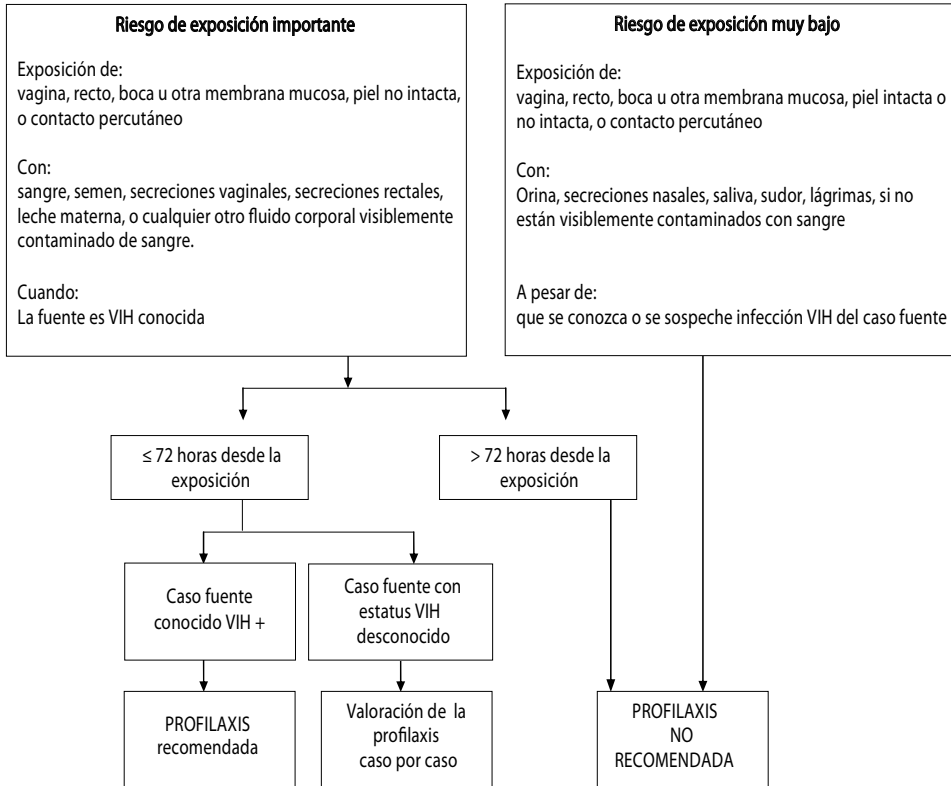 Riesgo de exposición importante
Exposición de:
vagina, recto, boca u otra membrana mucosa, piel no intacta,
o contacto percutáneo
Con:
sangre, semen, secreciones vaginales, secreciones rectales,
leche materna, o cualquier otro fluido corporal visiblemente
contaminado de sangre.
Cuando:
La fuente es VIH conocida
Riesgo de exposición muy bajo
Exposición de:
vagina, recto, boca u otra membrana mucosa, piel intacta o
no intacta, o contacto percutáneo
Con:
Orina, secreciones nasales, saliva, sudor, lágrimas, si no
están visiblemente contaminados con sangre
A pesar de:
que se conozca o se sospeche infección VIH del caso fuente
≤ 72 horas desde la
exposición
> 72 horas desde la
exposición
Caso fuente
conocido VIH +
Caso fuente con
estatus VIH
desconocido
PROFILAXIS
recomendada
Valoración de la
profilaxis
caso por caso
PROFILAXIS
NO
RECOMENDADA